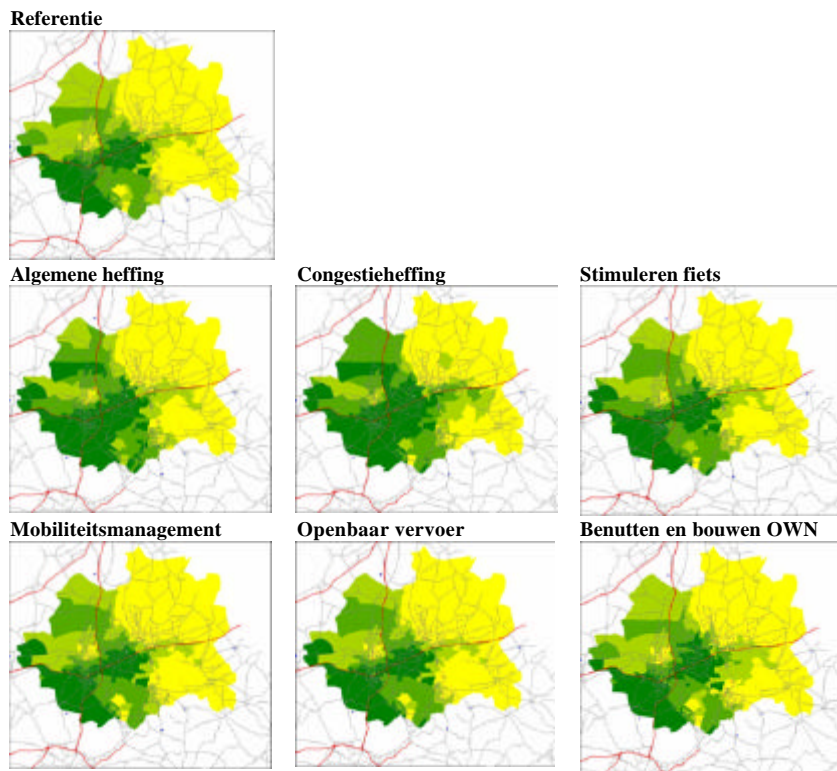 Referentie
Algemene heffing
Congestieheffing
Stimuleren fiets
Mobiliteitsmanagement
Openbaar vervoer
Benutten en bouwen OWN